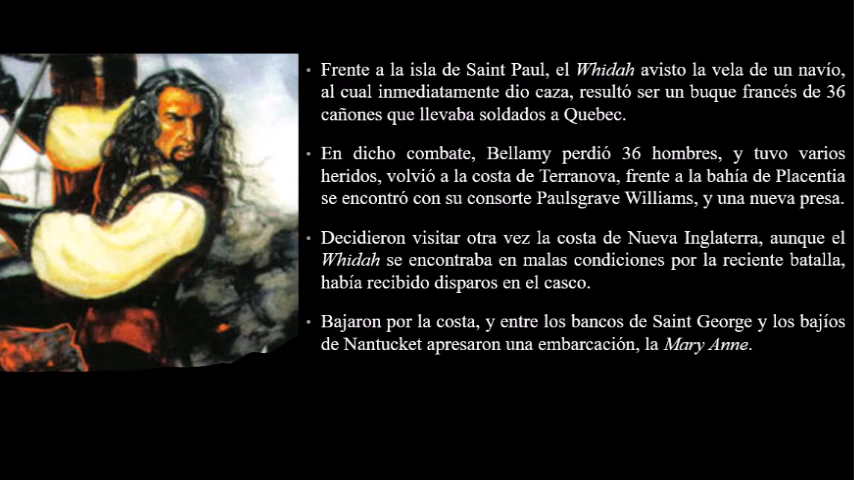 Frente a la isla de Saint Paul, el Whidah avisto la vela de un navío,
al cual inmediatamente dio caza, resultó ser un buque francés de 36
cañones que llevaba soldados a Quebec.
En dicho combate, Bellamy perdió 36 hombres, y tuvo varios
heridos, volvió a la costa de Terranova, frente a la bahía de Placentia
se encontró con su consorte Paulsgrave Williams, y una nueva presa.
Decidieron visitar otra vez la costa de Nueva Inglaterra, aunque el
Whidah se encontraba en malas condiciones por la reciente batalla,
había recibido disparos en el casco.
Bajaron por la costa, y entre los bancos de Saint George y los bajíos
de Nantucket apresaron una embarcación, la Mary Anne.